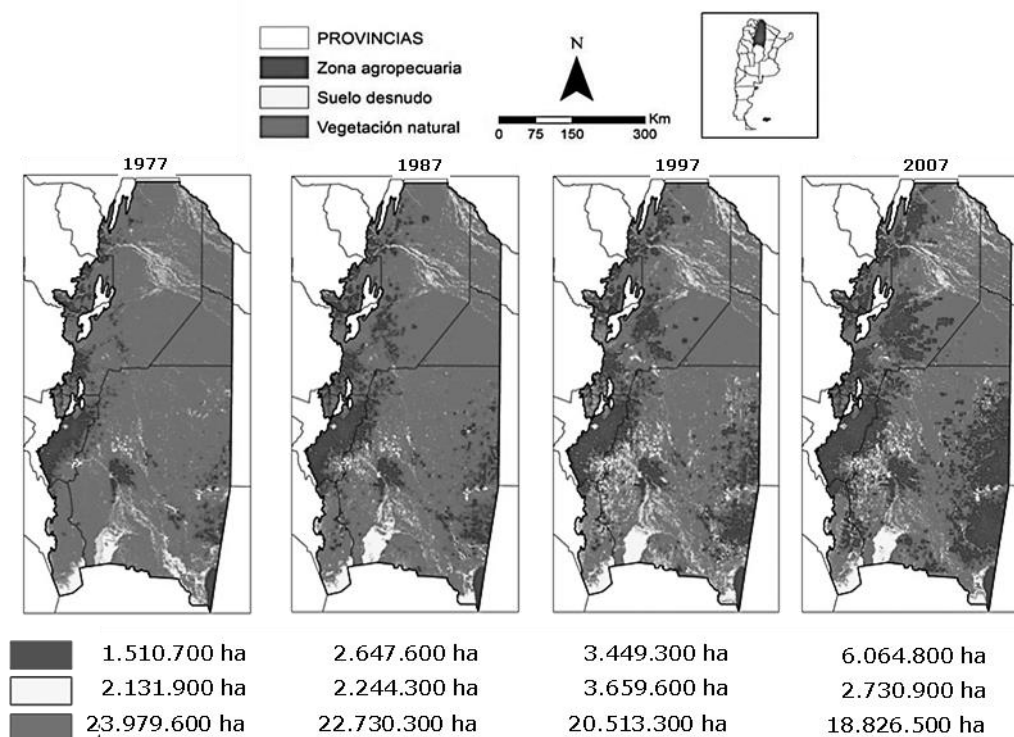 PROVINCIAS
Zona agropecuaria
Suelo desnudo
Vegetación natural
N
Km
0 75 150 300
1977 1987 1997 2007
1.510.700 ha 2.647.600 ha 3.449.300 ha 6.064.800 ha
2.131.900 ha 2.244.300 ha 3.659.600 ha 2.730.900 ha
23.979.600 ha 22.730.300 ha 20.513.300 ha 18.826.500 ha